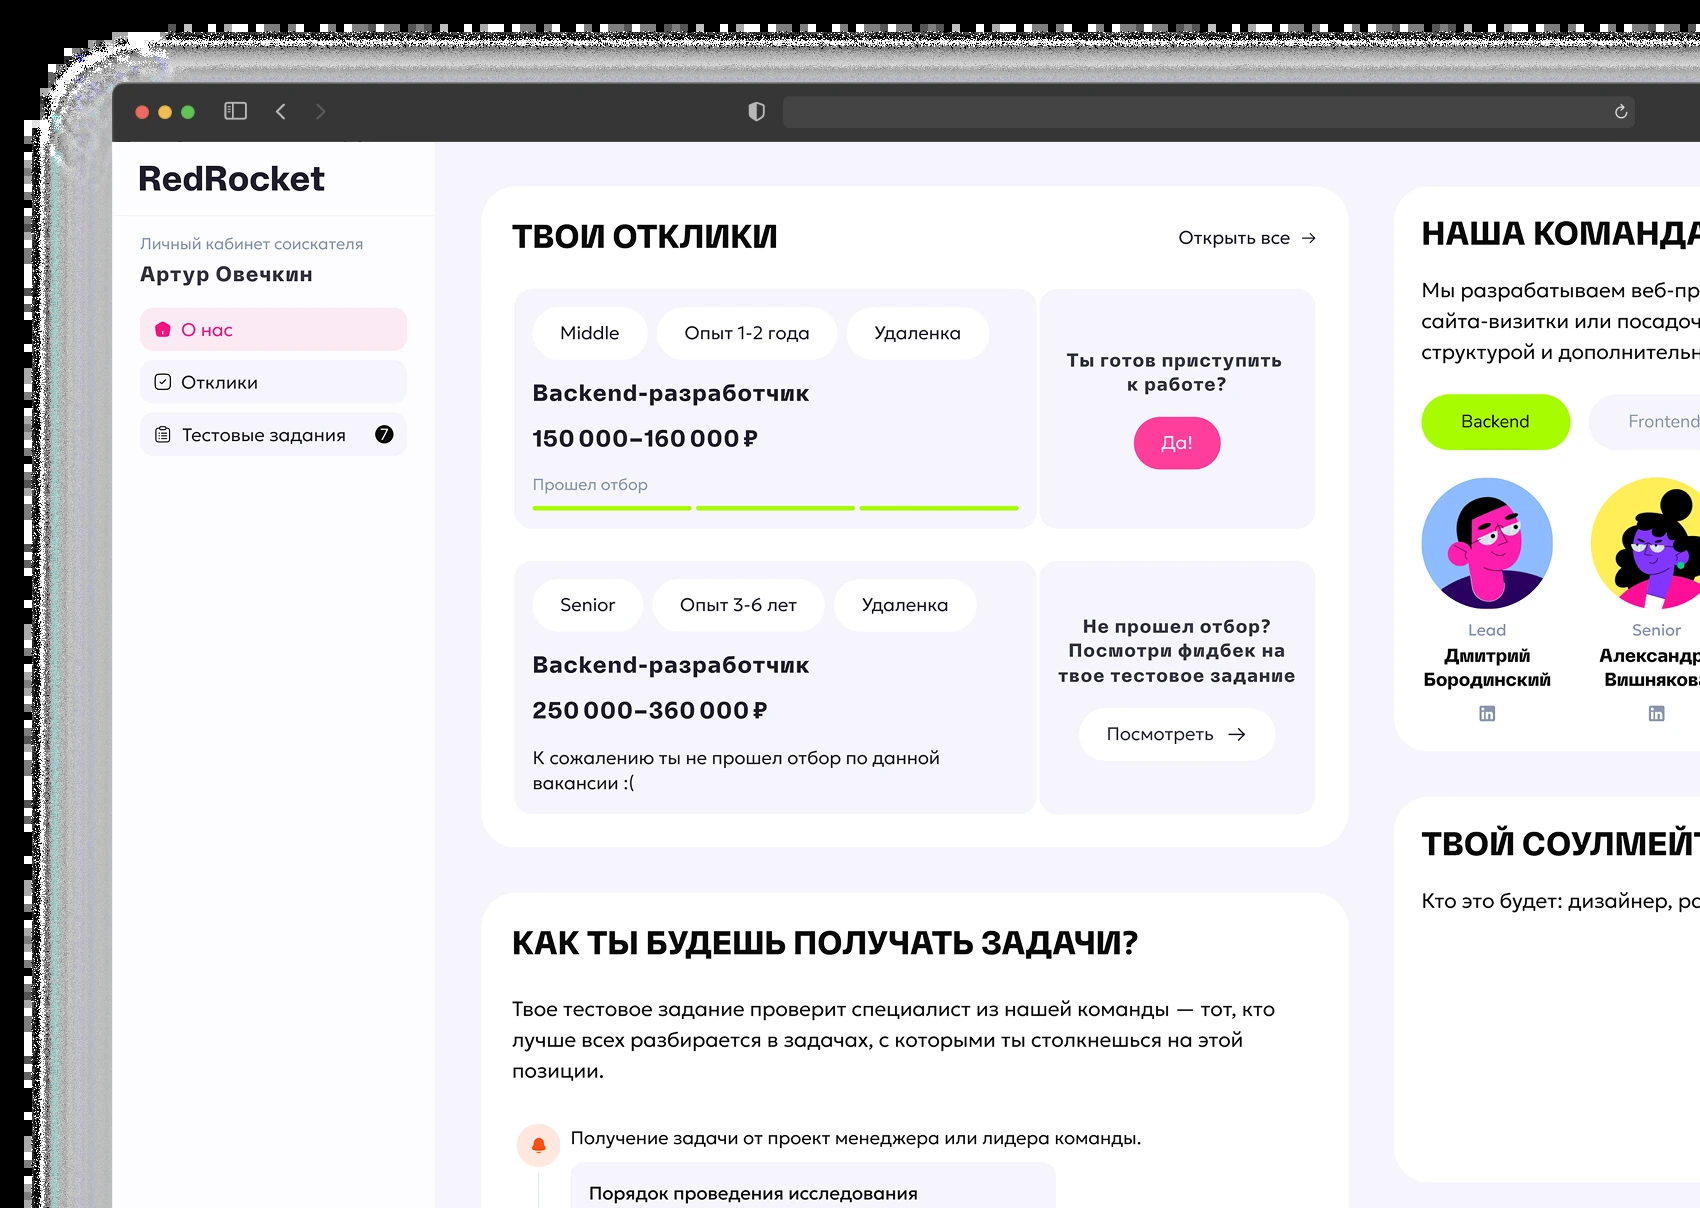 RedRocket
Личный кабинет соискателя
Артур Овечкин
О нас
Отклики
Тестовые задания 7
ТВОИ ОТКЛИКИ
Открыть все →
Middle
Опыт 1-2 года
Удаленка
Backend-разработчик
150 000–160 000 ₽
Прошел отбор
Ты готов приступить
к работе?
Да!
Senior
Опыт 3-6 лет
Удаленка
Backend-разработчик
250 000–360 000 ₽
К сожалению ты не прошел отбор по данной
вакансии :(
Не прошел отбор?
Посмотри фидбек на
твое тестовое задание
Посмотреть →
КАК ТЫ БУДЕШЬ ПОЛУЧАТЬ ЗАДАЧИ?
Твое тестовое задание проверит специалист из нашей команды — тот, кто
лучше всех разбирается в задачах, с которыми ты столкнешься на этой
позиции.
Получение задачи от проект менеджера или лидера команды.
Порядок проведения исследования
НАША КОМАНДА
Мы разрабатываем веб-пр
сайта-визитки или посадоч
структурой и дополнительн
Backend
Frontend
Lead
Дмитрий
Бородинский
in
Senior
Александр
Вишнякова
in
ТВОЙ СОУЛМЕЙТ
Кто это будет: дизайнер, ра